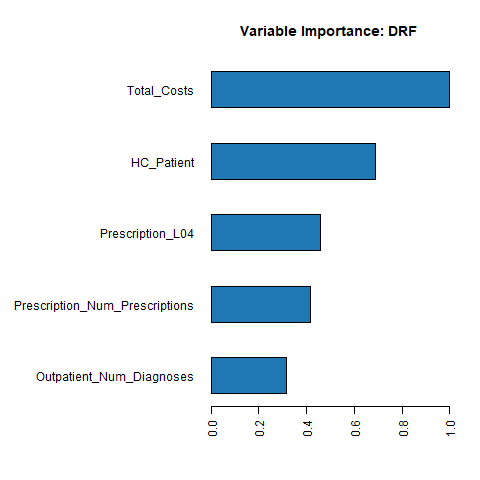 Variable Importance: DRF
Total_Costs
HC_Patient
Prescription_L04
Prescription_Num_Prescriptions
Outpatient_Num_Diagnoses
0.0 0.2 0.4 0.6 0.8 1.0